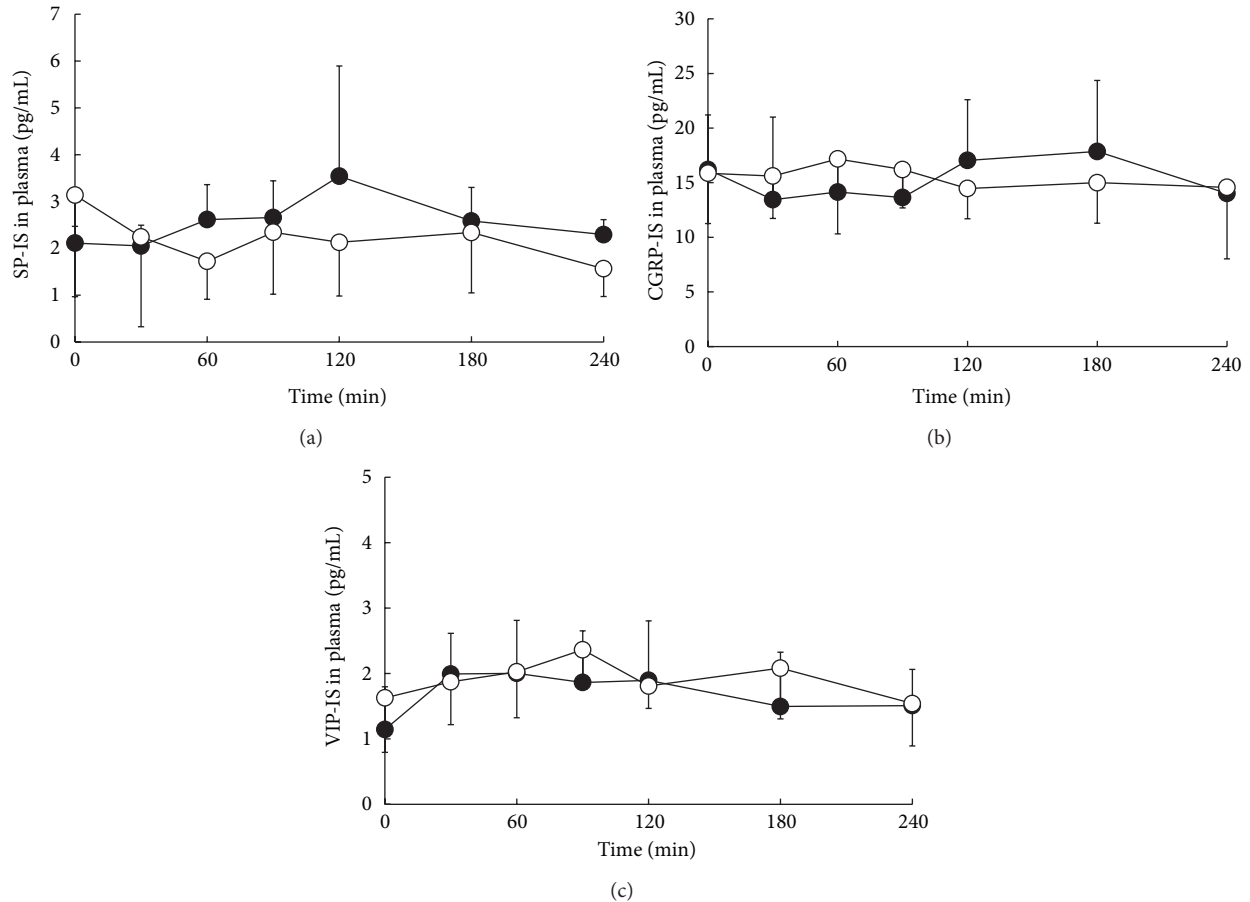 7
6
5
4
3
2
1
0
SP-IS in plasma (pg/mL)
0 60 120 180 240
Time (min)
(a)
30
25
20
15
10
5
0
CGRP-IS in plasma (pg/mL)
0 60 120 180 240
Time (min)
(b)
5
4
3
2
1
0
VIP-IS in plasma (pg/mL)
0 60 120 180 240
Time (min)
(c)